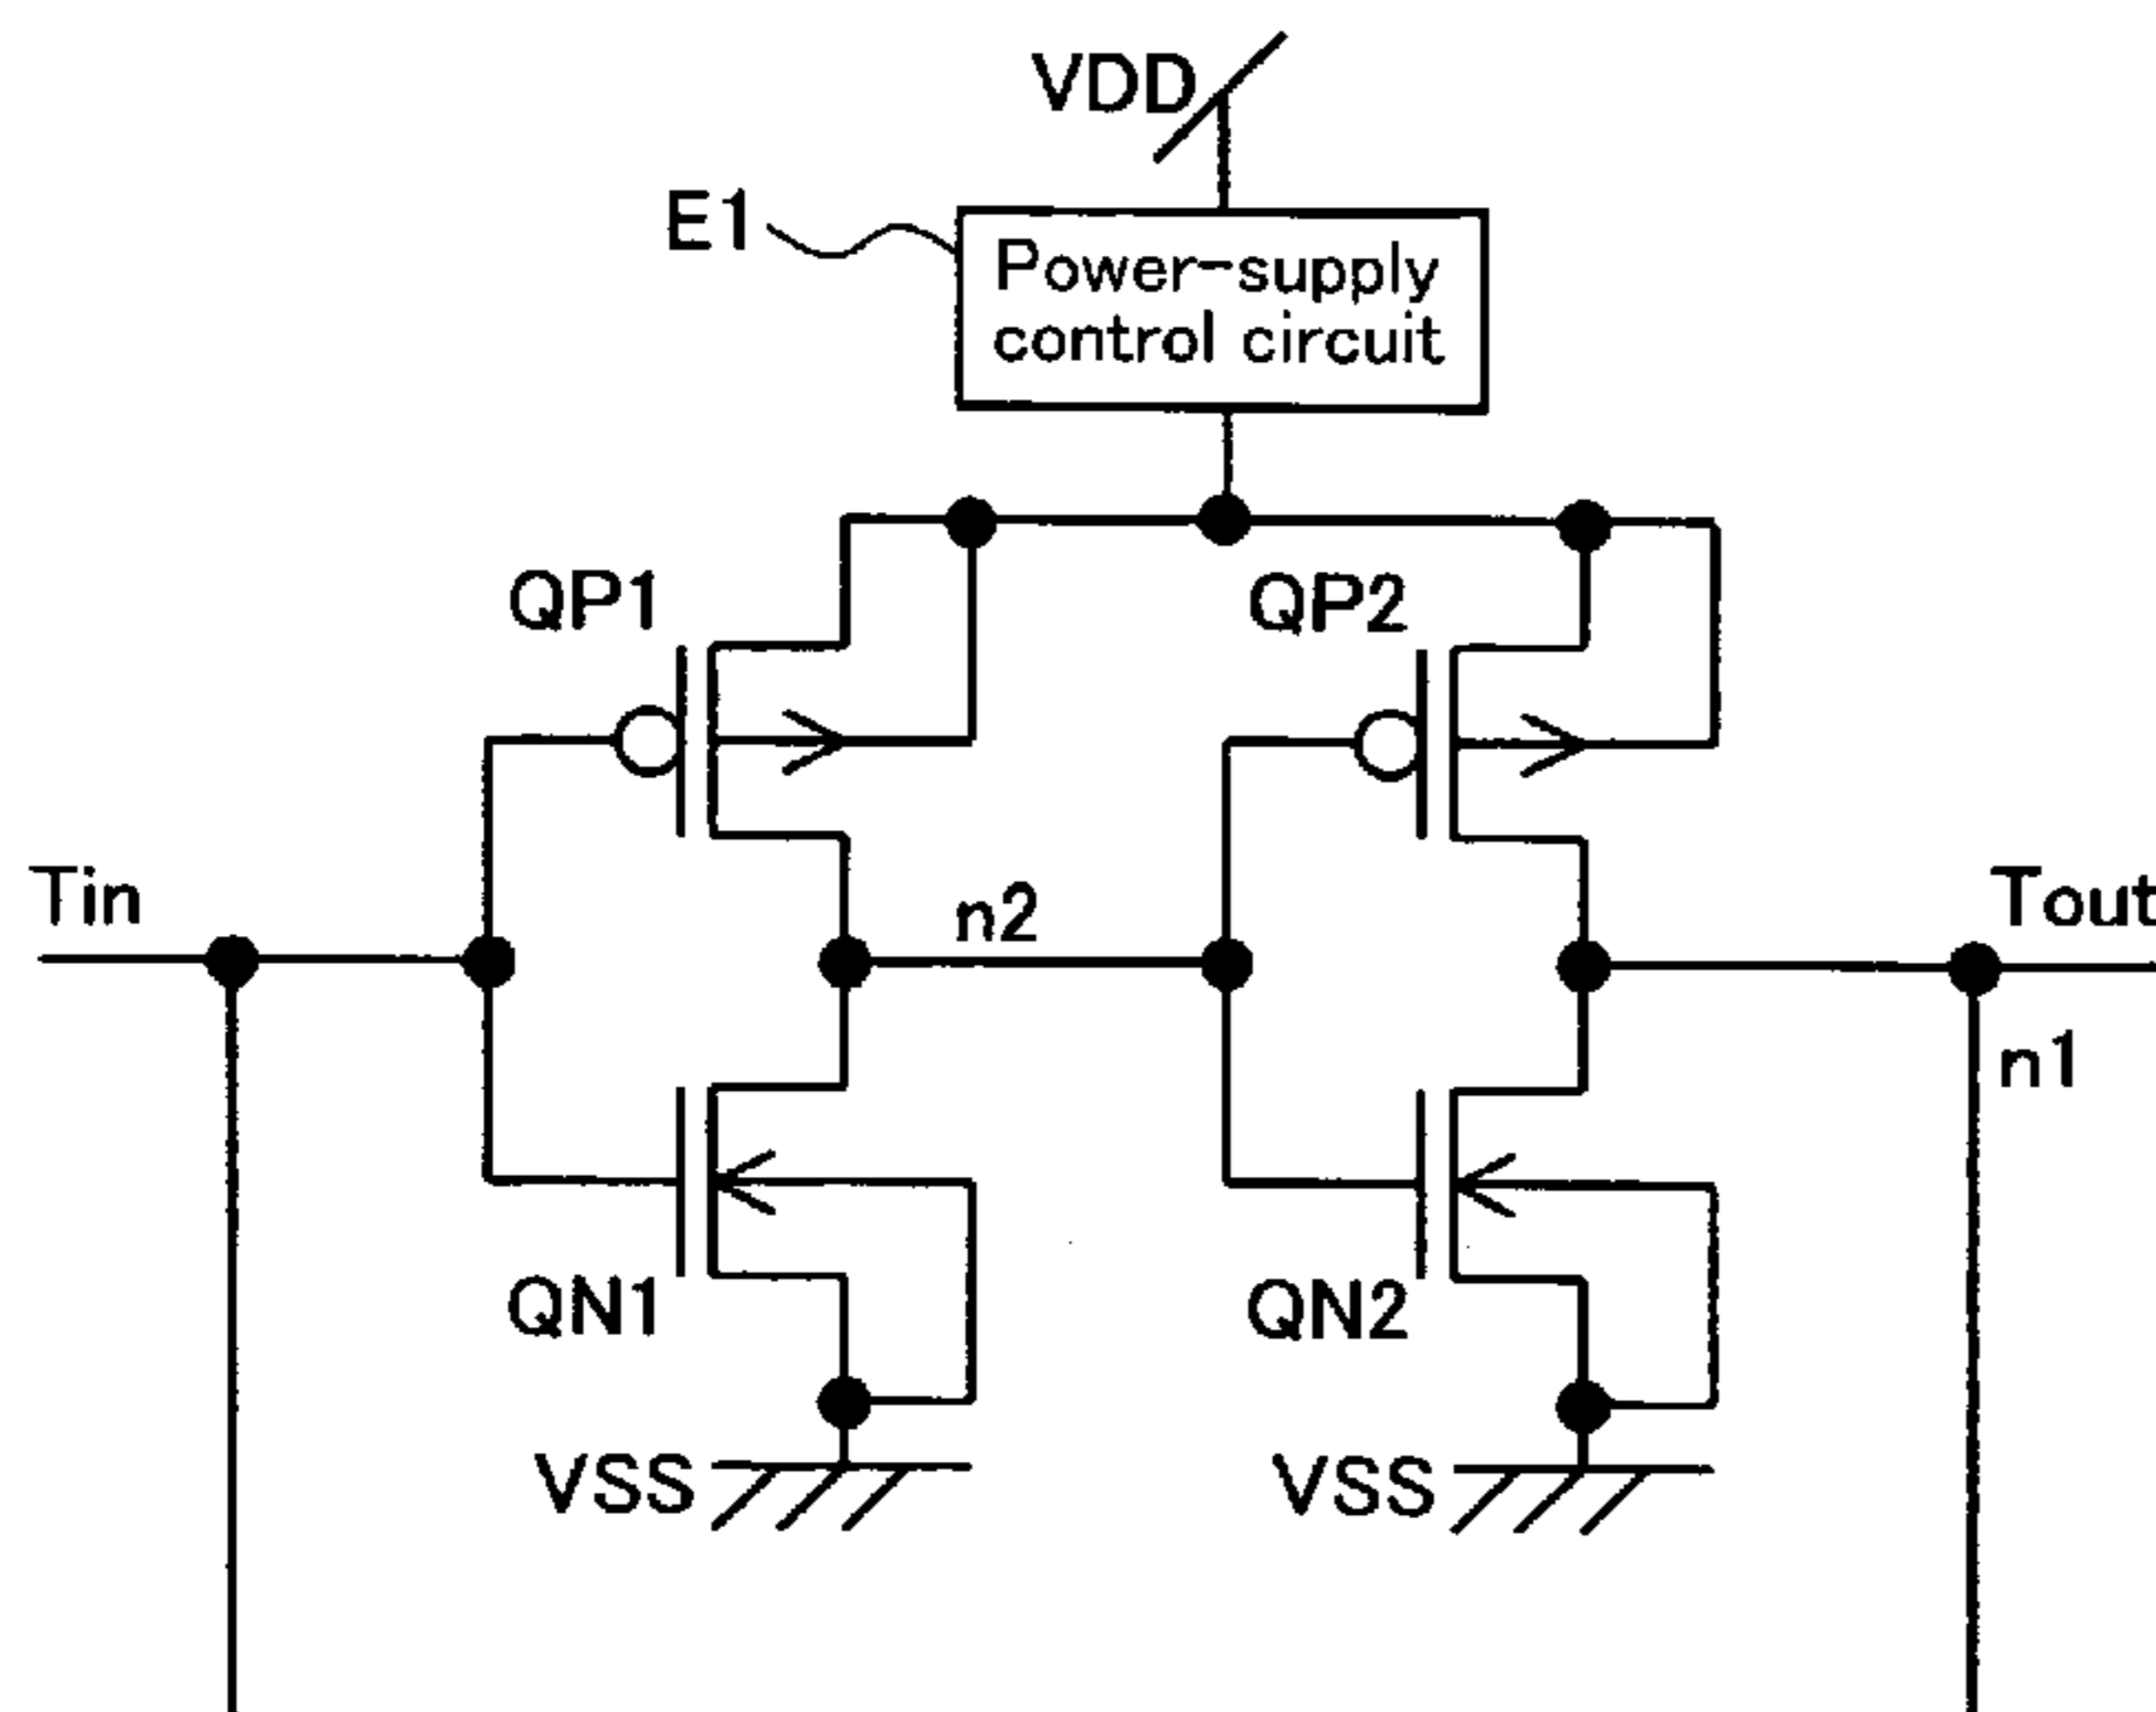 VDD
E1
Power-supply
control circuit
QP1
QP2
Tin
n2
Tout
n1
QN1
QN2
VSS
VSS